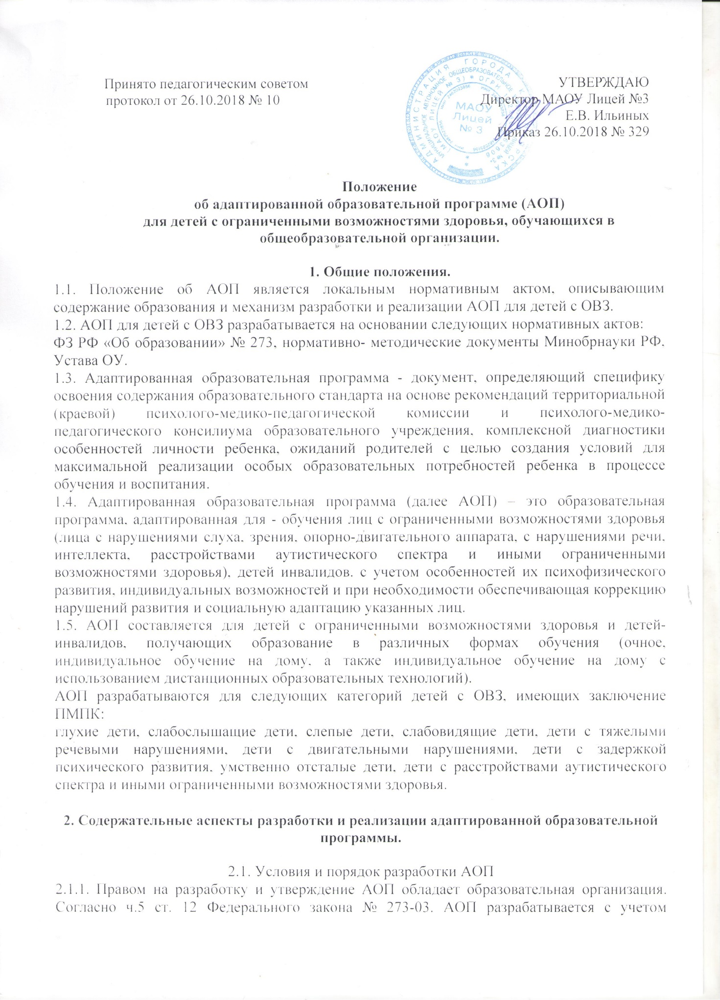 Принято педагогическим советом
протокол от 26.10.2018 № 10
УТВЕРЖДАЮ
Директор МАОУ Лицей №3
Е.В. Ильиных
Приказ 26.10.2018 № 329
АДМИНИСТРАЦИЯ ГОРОДА
МУНИЦИПАЛЬНОЕ АВТОНОМНОЕ ОБЩЕОБРАЗОВАТЕЛЬНОЕ
(МАОУ ЛИЦЕЙ № 3) * ОГРН
МАОУ
Лицей
№ 3
Положение
об адаптированной образовательной программе (АОП)
для детей с ограниченными возможностями здоровья, обучающихся в
общеобразовательной организации.
1. Общие положения.
1.1. Положение об АОП является локальным нормативным актом, описывающим
содержание образования и механизм разработки и реализации АОП для детей с ОВЗ.
1.2. АОП для детей с ОВЗ разрабатывается на основании следующих нормативных актов:
ФЗ РФ «Об образовании» № 273, нормативно- методические документы Минобрнауки РФ,
Устава ОУ.
1.3. Адаптированная образовательная программа - документ, определяющий специфику
освоения содержания образовательного стандарта на основе рекомендаций территориальной
(краевой) психолого-медико-педагогической комиссии и психолого-медико-
педагогического консилиума образовательного учреждения, комплексной диагностики
особенностей личности ребенка, ожиданий родителей с целью создания условий для
максимальной реализации особых образовательных потребностей ребенка в процессе
обучения и воспитания.
1.4. Адаптированная образовательная программа (далее АОП) – это образовательная
программа, адаптированная для - обучения лиц с ограниченными возможностями здоровья
(лица с нарушениями слуха, зрения, опорно-двигательного аппарата, с нарушениями речи,
интеллекта, расстройствами аутистического спектра и иными ограниченными
возможностями здоровья), детей инвалидов, с учетом особенностей их психофизического
развития, индивидуальных возможностей и при необходимости обеспечивающая коррекцию
нарушений развития и социальную адаптацию указанных лиц.
1.5. АОП составляется для детей с ограниченными возможностями здоровья и детей-
инвалидов, получающих образование в различных формах обучения (очное,
индивидуальное обучение на дому, а также индивидуальное обучение на дому с
использованием дистанционных образовательных технологий).
АОП разрабатываются для следующих категорий детей с ОВЗ, имеющих заключение
ПМПК:
глухие дети, слабослышащие дети, слепые дети, слабовидящие дети, дети с тяжелыми
речевыми нарушениями, дети с двигательными нарушениями, дети с задержкой
психического развития, умственно отсталые дети, дети с расстройствами аутистического
спектра и иными ограниченными возможностями здоровья.
2. Содержательные аспекты разработки и реализации адаптированной образовательной
программы.
2.1. Условия и порядок разработки АОП
2.1.1. Правом на разработку и утверждение АОП обладает образовательная организация.
Согласно ч.5 ст. 12 Федерального закона № 273-03. АОП разрабатывается с учетом